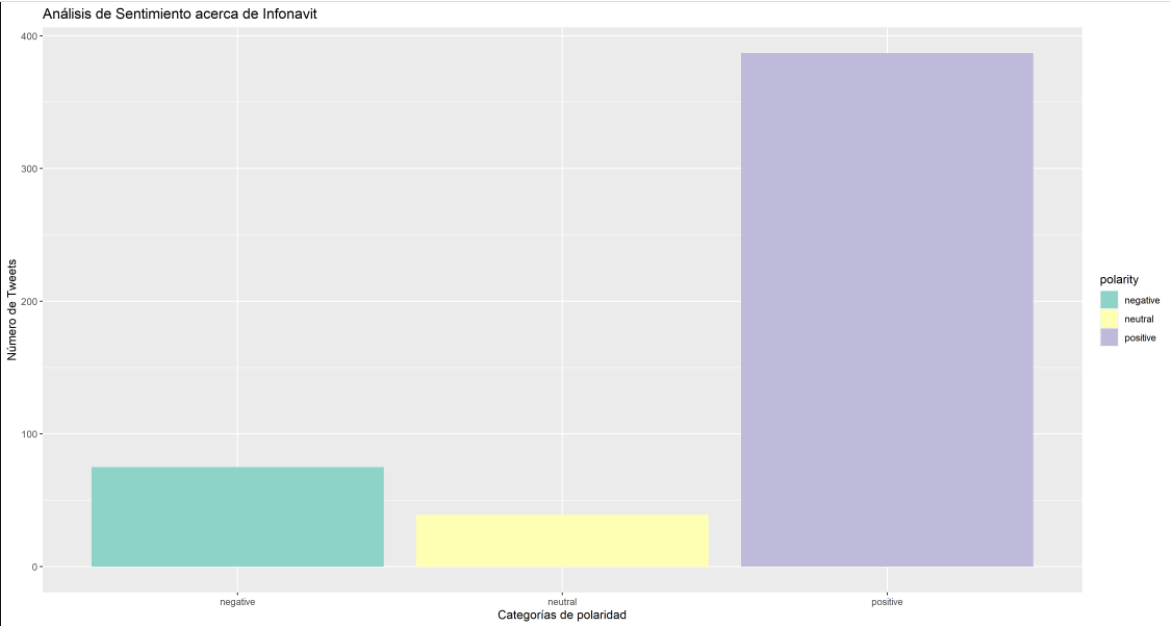 Análisis de Sentimiento acerca de Infonavit
400
300
200
100
0
Número de Tweets
negative
neutral
positive
Categorías de polaridad
polarity
negative
neutral
positive